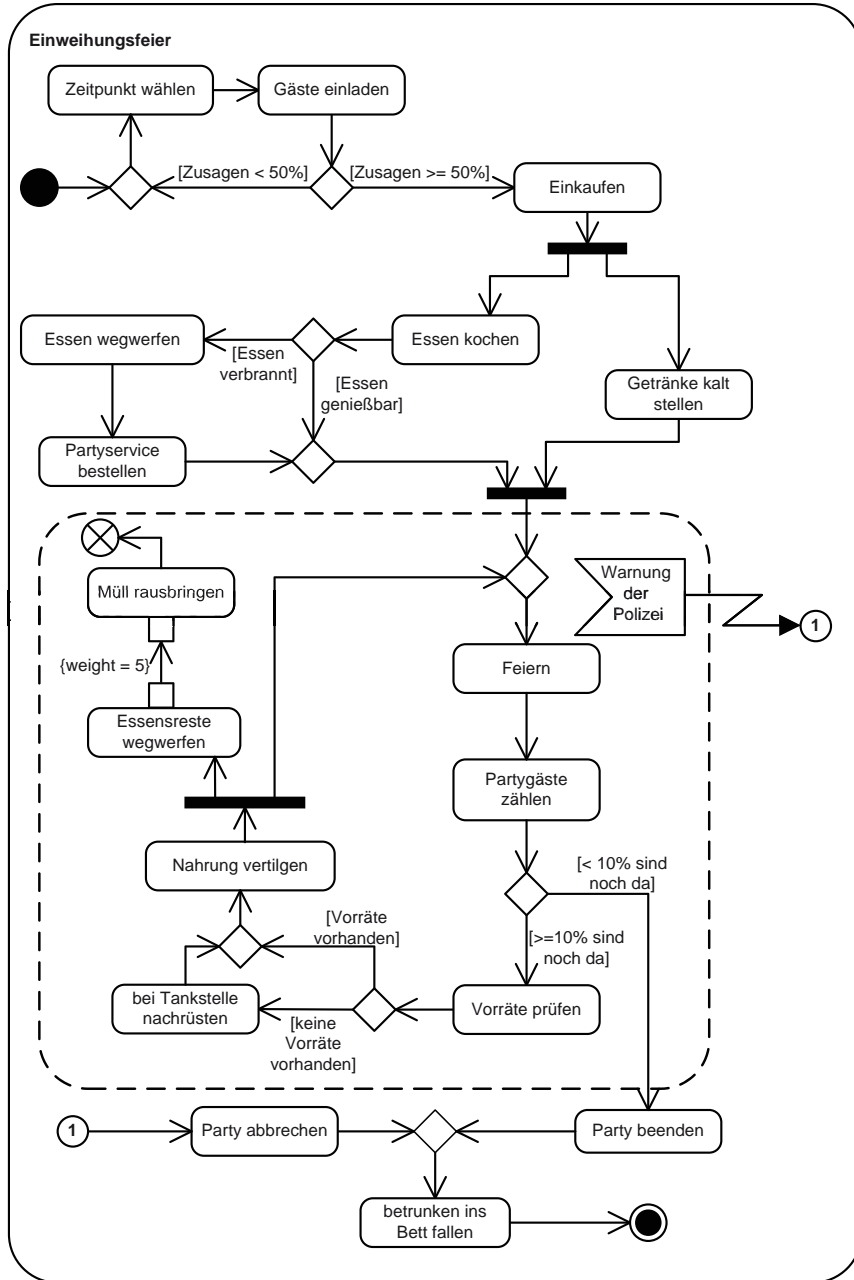 Einweihungsfeier
Zeitpunkt wählen
Gäste einladen
[Zusagen < 50%]
[Zusagen >= 50%]
Einkaufen
Essen wegwerfen
[Essen
verbrannt]
Essen kochen
[Essen
genießbar]
Getränke kalt
stellen
Partyservice
bestellen
Müll rausbringen
Warnung
der
Polizei
1
{weight = 5}
Feiern
Essensreste
wegwerfen
Partygäste
zählen
Nahrung vertilgen
[< 10% sind
noch da]
[Vorräte
vorhanden]
[>=10% sind
noch da]
bei Tankstelle
nachrüsten
[keine
Vorräte
vorhanden]
Vorräte prüfen
1
Party abbrechen
Party beenden
betrunken ins
Bett fallen